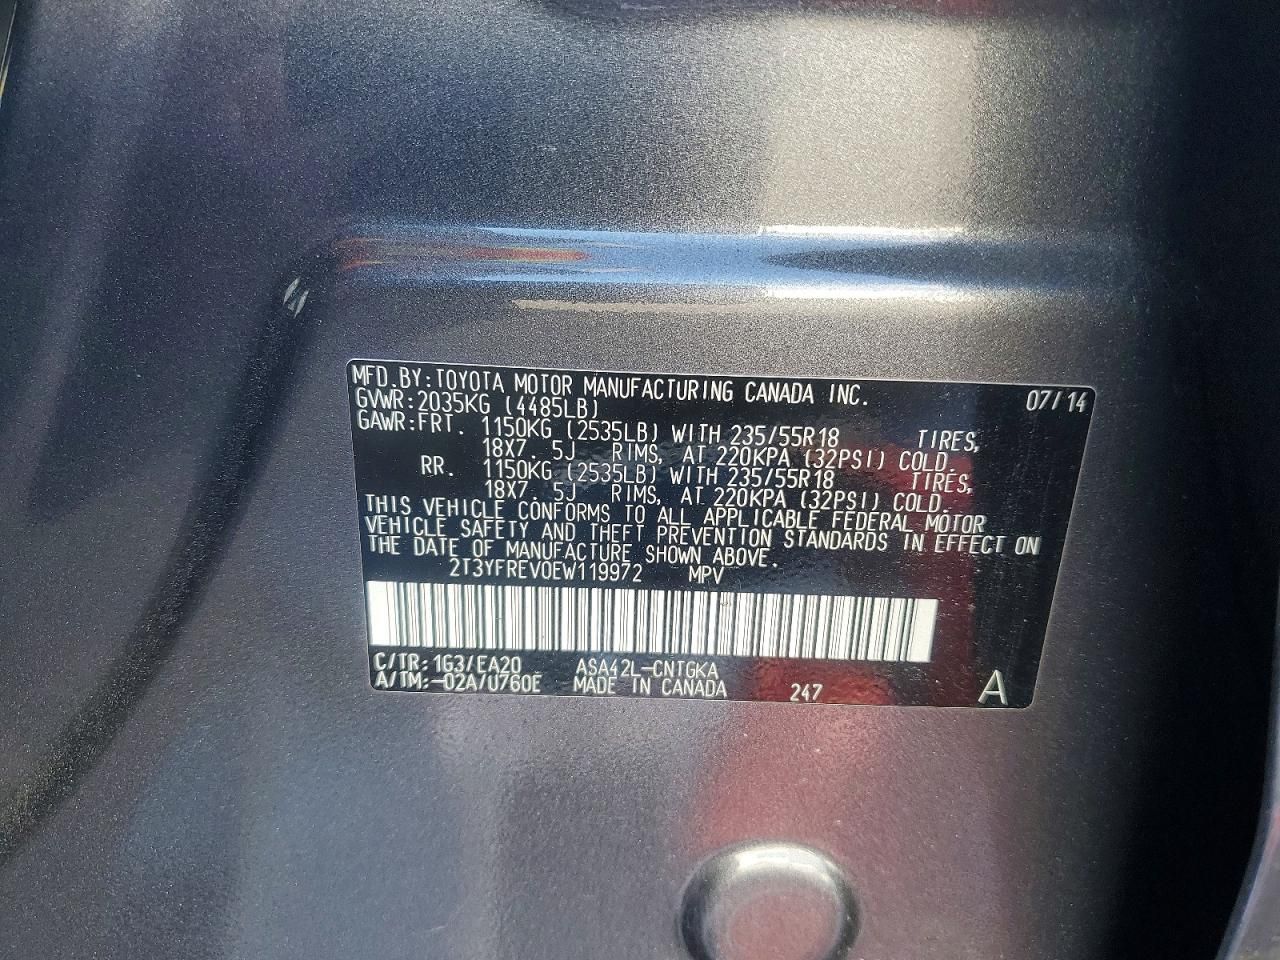 MFD.BY:TOYOTA MOTOR MANUFACTURING CANADA INC. 07/14
GVWR:2035KG (4485LB)
GAWR:FRT. 1150KG (2535LB) WITH 235/55R18 TIRES,
18X7. 5J RIMS, AT 220KPA (32PSI) COLD.
RR. 1150KG (2535LB) WITH 235/55R18 TIRES,
18X7. 5J RIMS, AT 220KPA (32PSI) COLD.
THIS VEHICLE CONFORMS TO ALL APPLICABLE FEDERAL MOTOR
VEHICLE SAFETY AND THEFT PREVENTION STANDARDS IN EFFECT ON
THE DATE OF MANUFACTURE SHOWN ABOVE.
2T3YFREV0EW119972 MPV
C/TR:1G3/EA20 ASA42L-CNTGKA
A/TM:-02A/U760E MADE IN CANADA 247 A